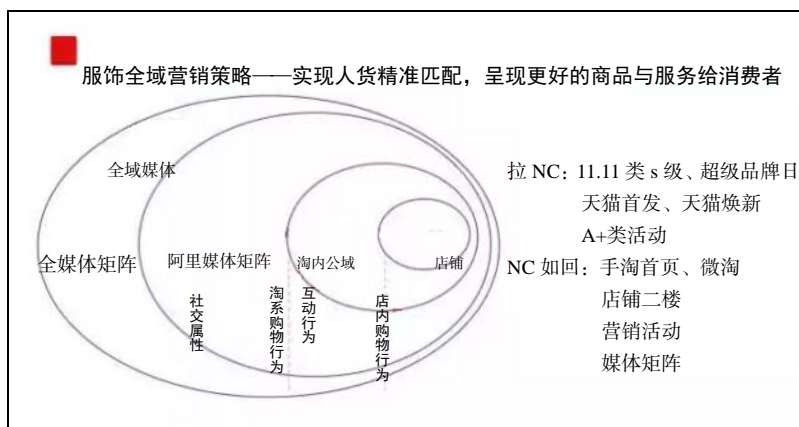 服饰全域营销策略——实现人货精准匹配，呈现更好的商品与服务给消费者
全域媒体
全媒体矩阵
阿里媒体矩阵
淘内公域
店铺
社交属性
淘系购物行为
互动行为
店内购物行为
拉 NC：11.11 类 s 级、超级品牌日
天猫首发、天猫焕新
A+类活动
NC 如回：手淘首页、微淘
店铺二楼
营销活动
媒体矩阵